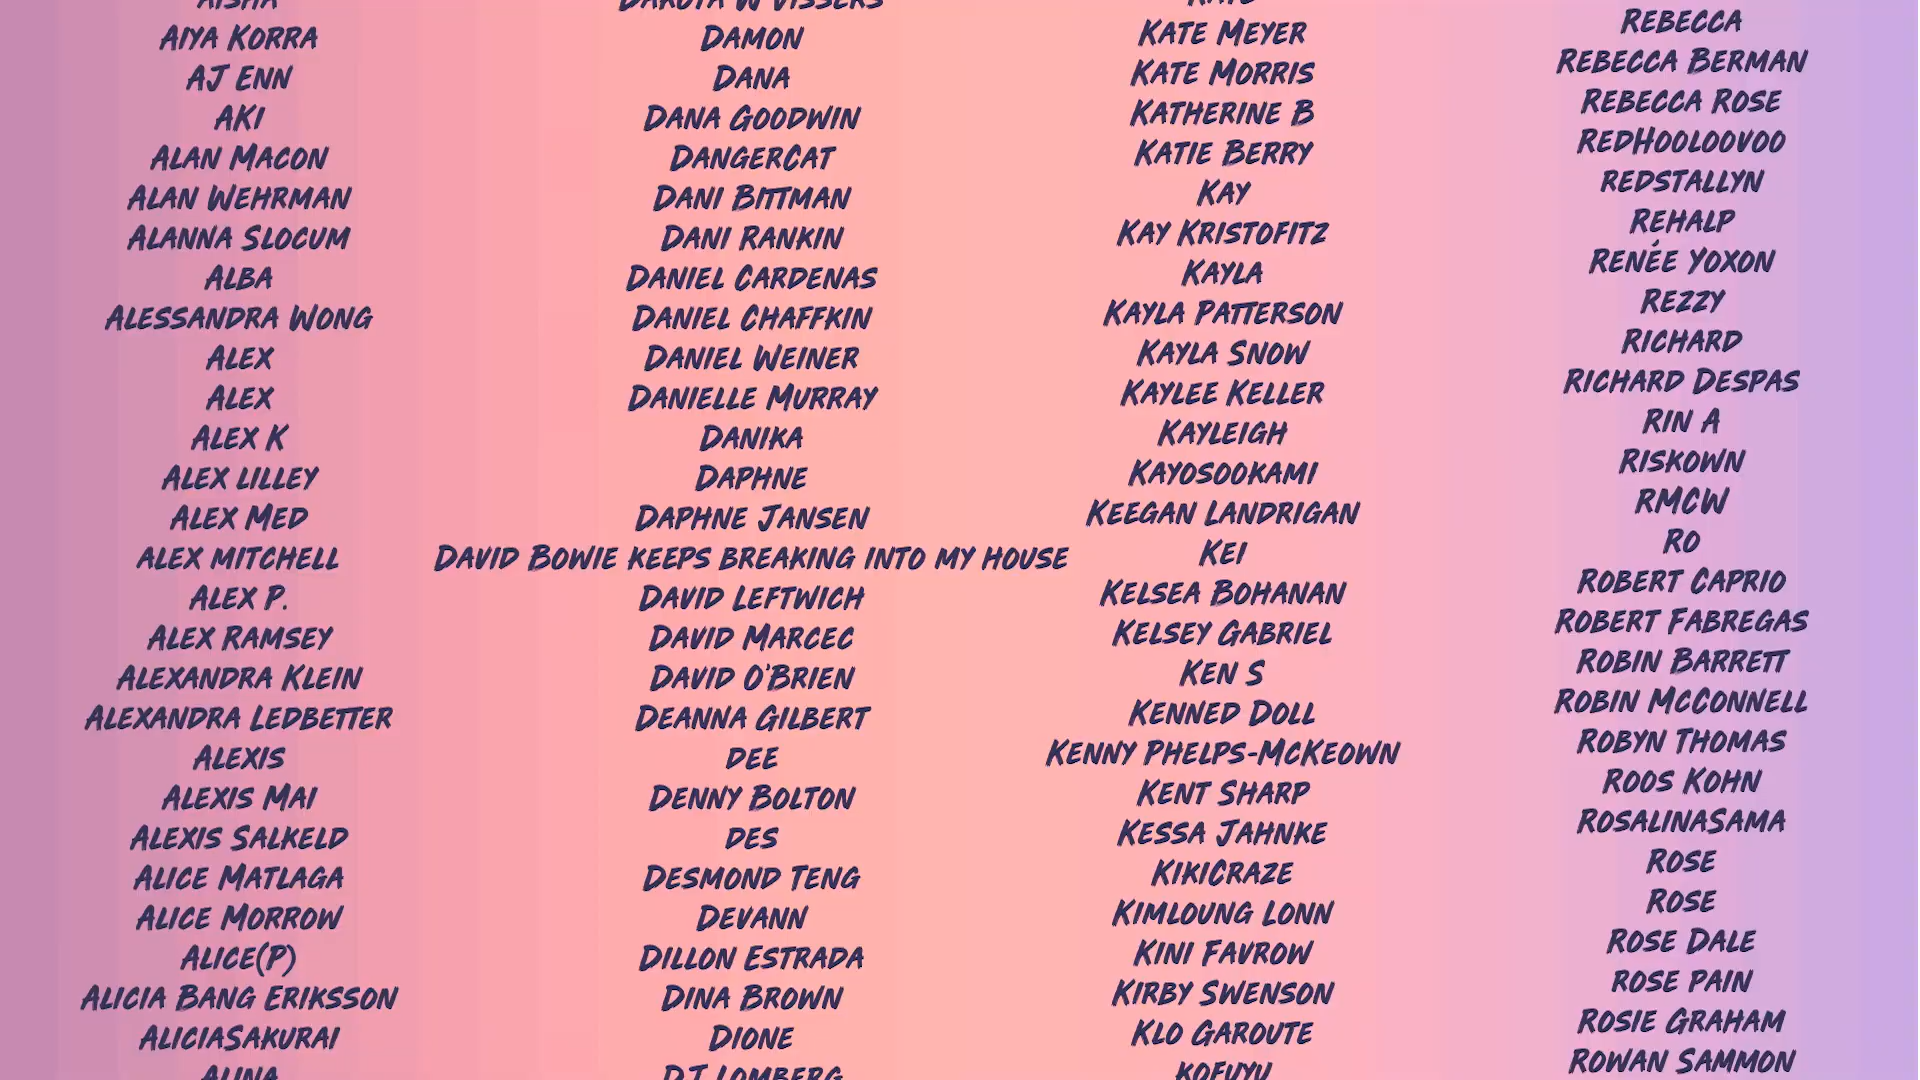 Aisha
Aiya Korra
AJ Enn
Aki
Alan Macon
Alan Wehrman
Alanna Slocum
Alba
Alessandra Wong
Alex
Alex
Alex K
Alex Lilley
Alex Med
Alex Mitchell
Alex P.
Alex Ramsey
Alexandra Klein
Alexandra Ledbetter
Alexis
Alexis Mai
Alexis Salkeld
Alice Matlaga
Alice Morrow
Alice(P)
Alicia Bang Eriksson
AliciaSakurai
Alina
Dakota W Vissers
Damon
Dana
Dana Goodwin
DangerCat
Dani Bittman
Dani Rankin
Daniel Cardenas
Daniel Chaffkin
Daniel Weiner
Danielle Murray
Danika
Daphne
Daphne Jansen
David Bowie keeps breaking into my house
David Leftwich
David Marcec
David O'Brien
Deanna Gilbert
dee
Denny Bolton
des
Desmond Teng
Devann
Dillon Estrada
Dina Brown
Dione
DJ Lomberg
Kate Meyer
Kate Morris
Katherine B
Katie Berry
Kay
Kay Kristofitz
Kayla
Kayla Patterson
Kayla Snow
Kaylee Keller
Kayleigh
Kayosookami
Keegan Landrigan
Kei
Kelsea Bohanan
Kelsey Gabriel
Ken S
Kenned Doll
Kenny Phelps-McKeown
Kent Sharp
Kessa Jahnke
KikiCraze
Kimloung Lonn
Kini Favrow
Kirby Swenson
Klo Garoute
kofuyu
Rebecca
Rebecca Berman
Rebecca Rose
RedHooloovoo
redstallyn
Rehalp
Renée Yoxon
Rezzy
Richard
Richard Despas
Rin A
Riskown
RMCW
Ro
Robert Caprio
Robert Fabregas
Robin Barrett
Robin McConnell
Robyn Thomas
Roos Kohn
RosalinaSama
Rose
Rose
Rose Dale
rose pain
Rosie Graham
Rowan Sammon